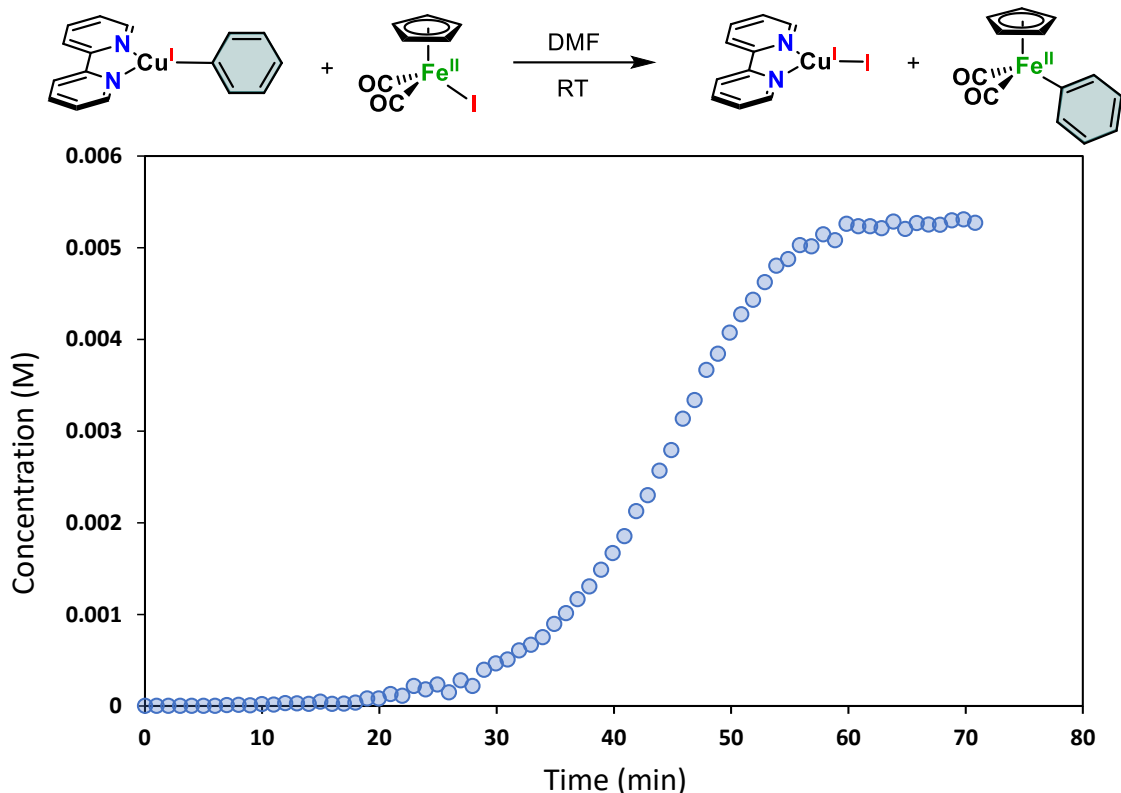 N
N
Cu^I
+
Fe^II
OC
OC
I
DMF
RT
N
N
Cu^I—I
+
Fe^II
OC
OC
0.006
0.005
0.004
0.003
0.002
0.001
0
Concentration (M)
0 10 20 30 40 50 60 70 80
Time (min)